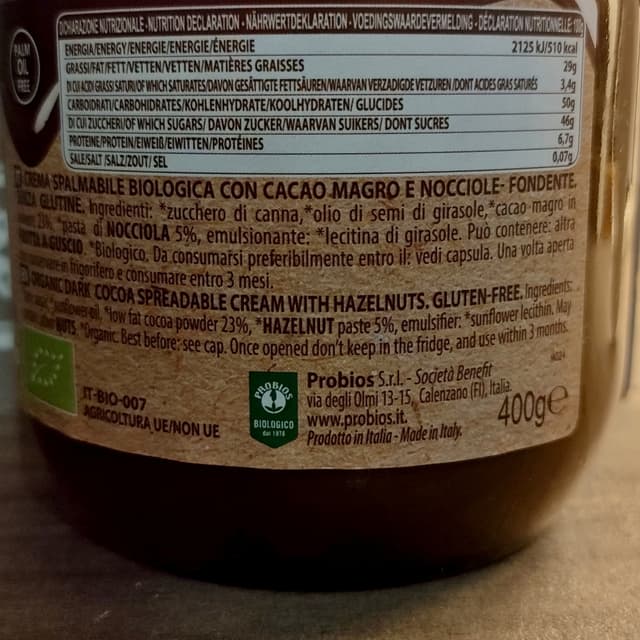 PALM
OIL
FREE
DICHIARAZIONE NUTRIZIONALE-NUTRITION DECLARATION - NÄHRWERTDEKLARATION - VOEDINGSWAARDEVERMELDING - DÉCLARATION NUTRITIONNELLE
ENERGIA/ENERGY/ENERGIE/ENERGIE/ÉNERGIE 2125 kJ/510 kcal
GRASSI/FAT/FETT/VETTEN/VETTEN/MATIÈRES GRAISSES 29g
DI CUI ACIDI GRASSI SATURI/OF WHICH SATURATES/DAVON GESÄTTIGTE FETTSÄUREN/WAARVAN VERZADIGDE VETZUREN/DONT ACIDES GRAS SATURÉS 3,4g
CARBOIDRATI/CARBOHIDRATES/KOHLENHYDRATE/KOOLHYDRATEN/ GLUCIDES 50g
DI CUI ZUCCHERI/OF WHICH SUGARS/ DAVON ZUCKER/WAARVAN SUIKERS/ DONT SUCRES 46g
PROTEINE/PROTEIN/EIWEIß/EIWITTEN/PROTÉINES 6,7g
SALE/SALT /SALZ/ZOUT/ SEL 0,07g
CREMA SPALMABILE BIOLOGICA CON CACAO MAGRO E NOCCIOLE- FONDENTE.
SENZA GLUTINE. Ingredienti: *zucchero di canna,*olio di semi di girasole,*cacao magro in
23%, *pasta di NOCCIOLA 5%, emulsionante: *lecitina di girasole. Può contenere: altra
FRUTTA A GUSCIO. *Biologico. Da consumarsi preferibilmente entro il: vedi capsula. Una volta aperta
in frigorifero e consumare entro 3 mesi.
ORGANIC DARK COCOA SPREADABLE CREAM WITH HAZELNUTS. GLUTEN-FREE. Ingredients:
*sunflower oil, *low fat cocoa powder 23%, *HAZELNUT paste 5%, emulsifier: *sunflower lecithin. May
NUTS. *Organic. Best before: see cap. Once opened don't keep in the fridge, and use within 3 months.
IT-BIO-007
AGRICOLTURA UE/NON UE
PROBIOS
BIOLOGICO
dal 1978
Probios S.r.l. - Società Benefit
via degli Olmi 13-15, Calenzano (FI), Italia.
www.probios.it.
Prodotto in Italia - Made in Italy.
400g e